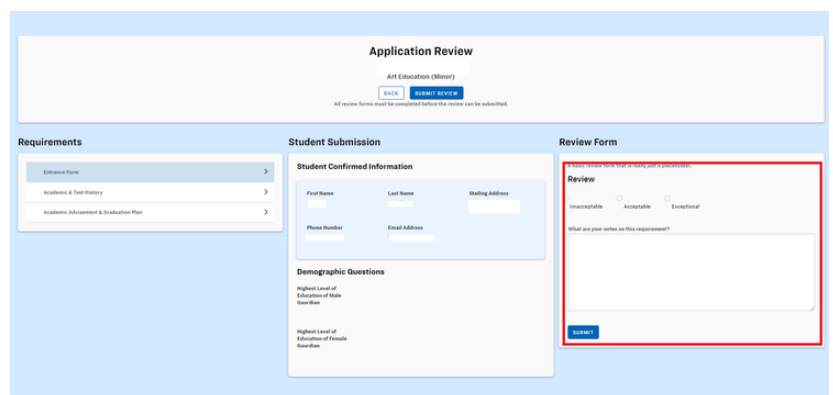 Application Review
Art Education (Minor)
BACK
SUBMIT REVIEW
All review forms must be completed before the review can be submitted.
Requirements
Entrance Form
Academic & Test History
Academic Advisement & Graduation Plan
Student Submission
Student Confirmed Information
First Name
Last Name
Mailing Address
Phone Number
Email Address
Demographic Questions
Highest Level of
Education of Male
Gaurdian
Highest Level of
Education of Female
Gaurdian
Review Form
A basic review form that is really just a placeholder.
Review
Unacceptable
Acceptable
Exceptional
What are your notes on this requirement?
SUBMIT